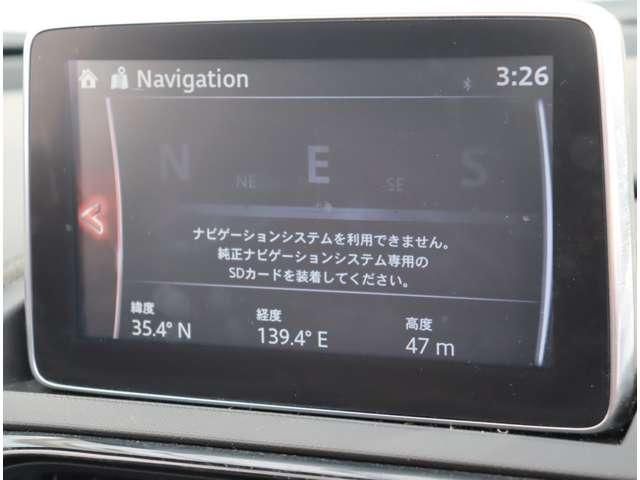 Navigation
3:26
N
NE
E
SE
S
ナビゲーションシステムを利用できません。
純正ナビゲーションシステム専用の
SDカードを装着してください。
緯度
35.4° N
経度
139.4° E
高度
47 m